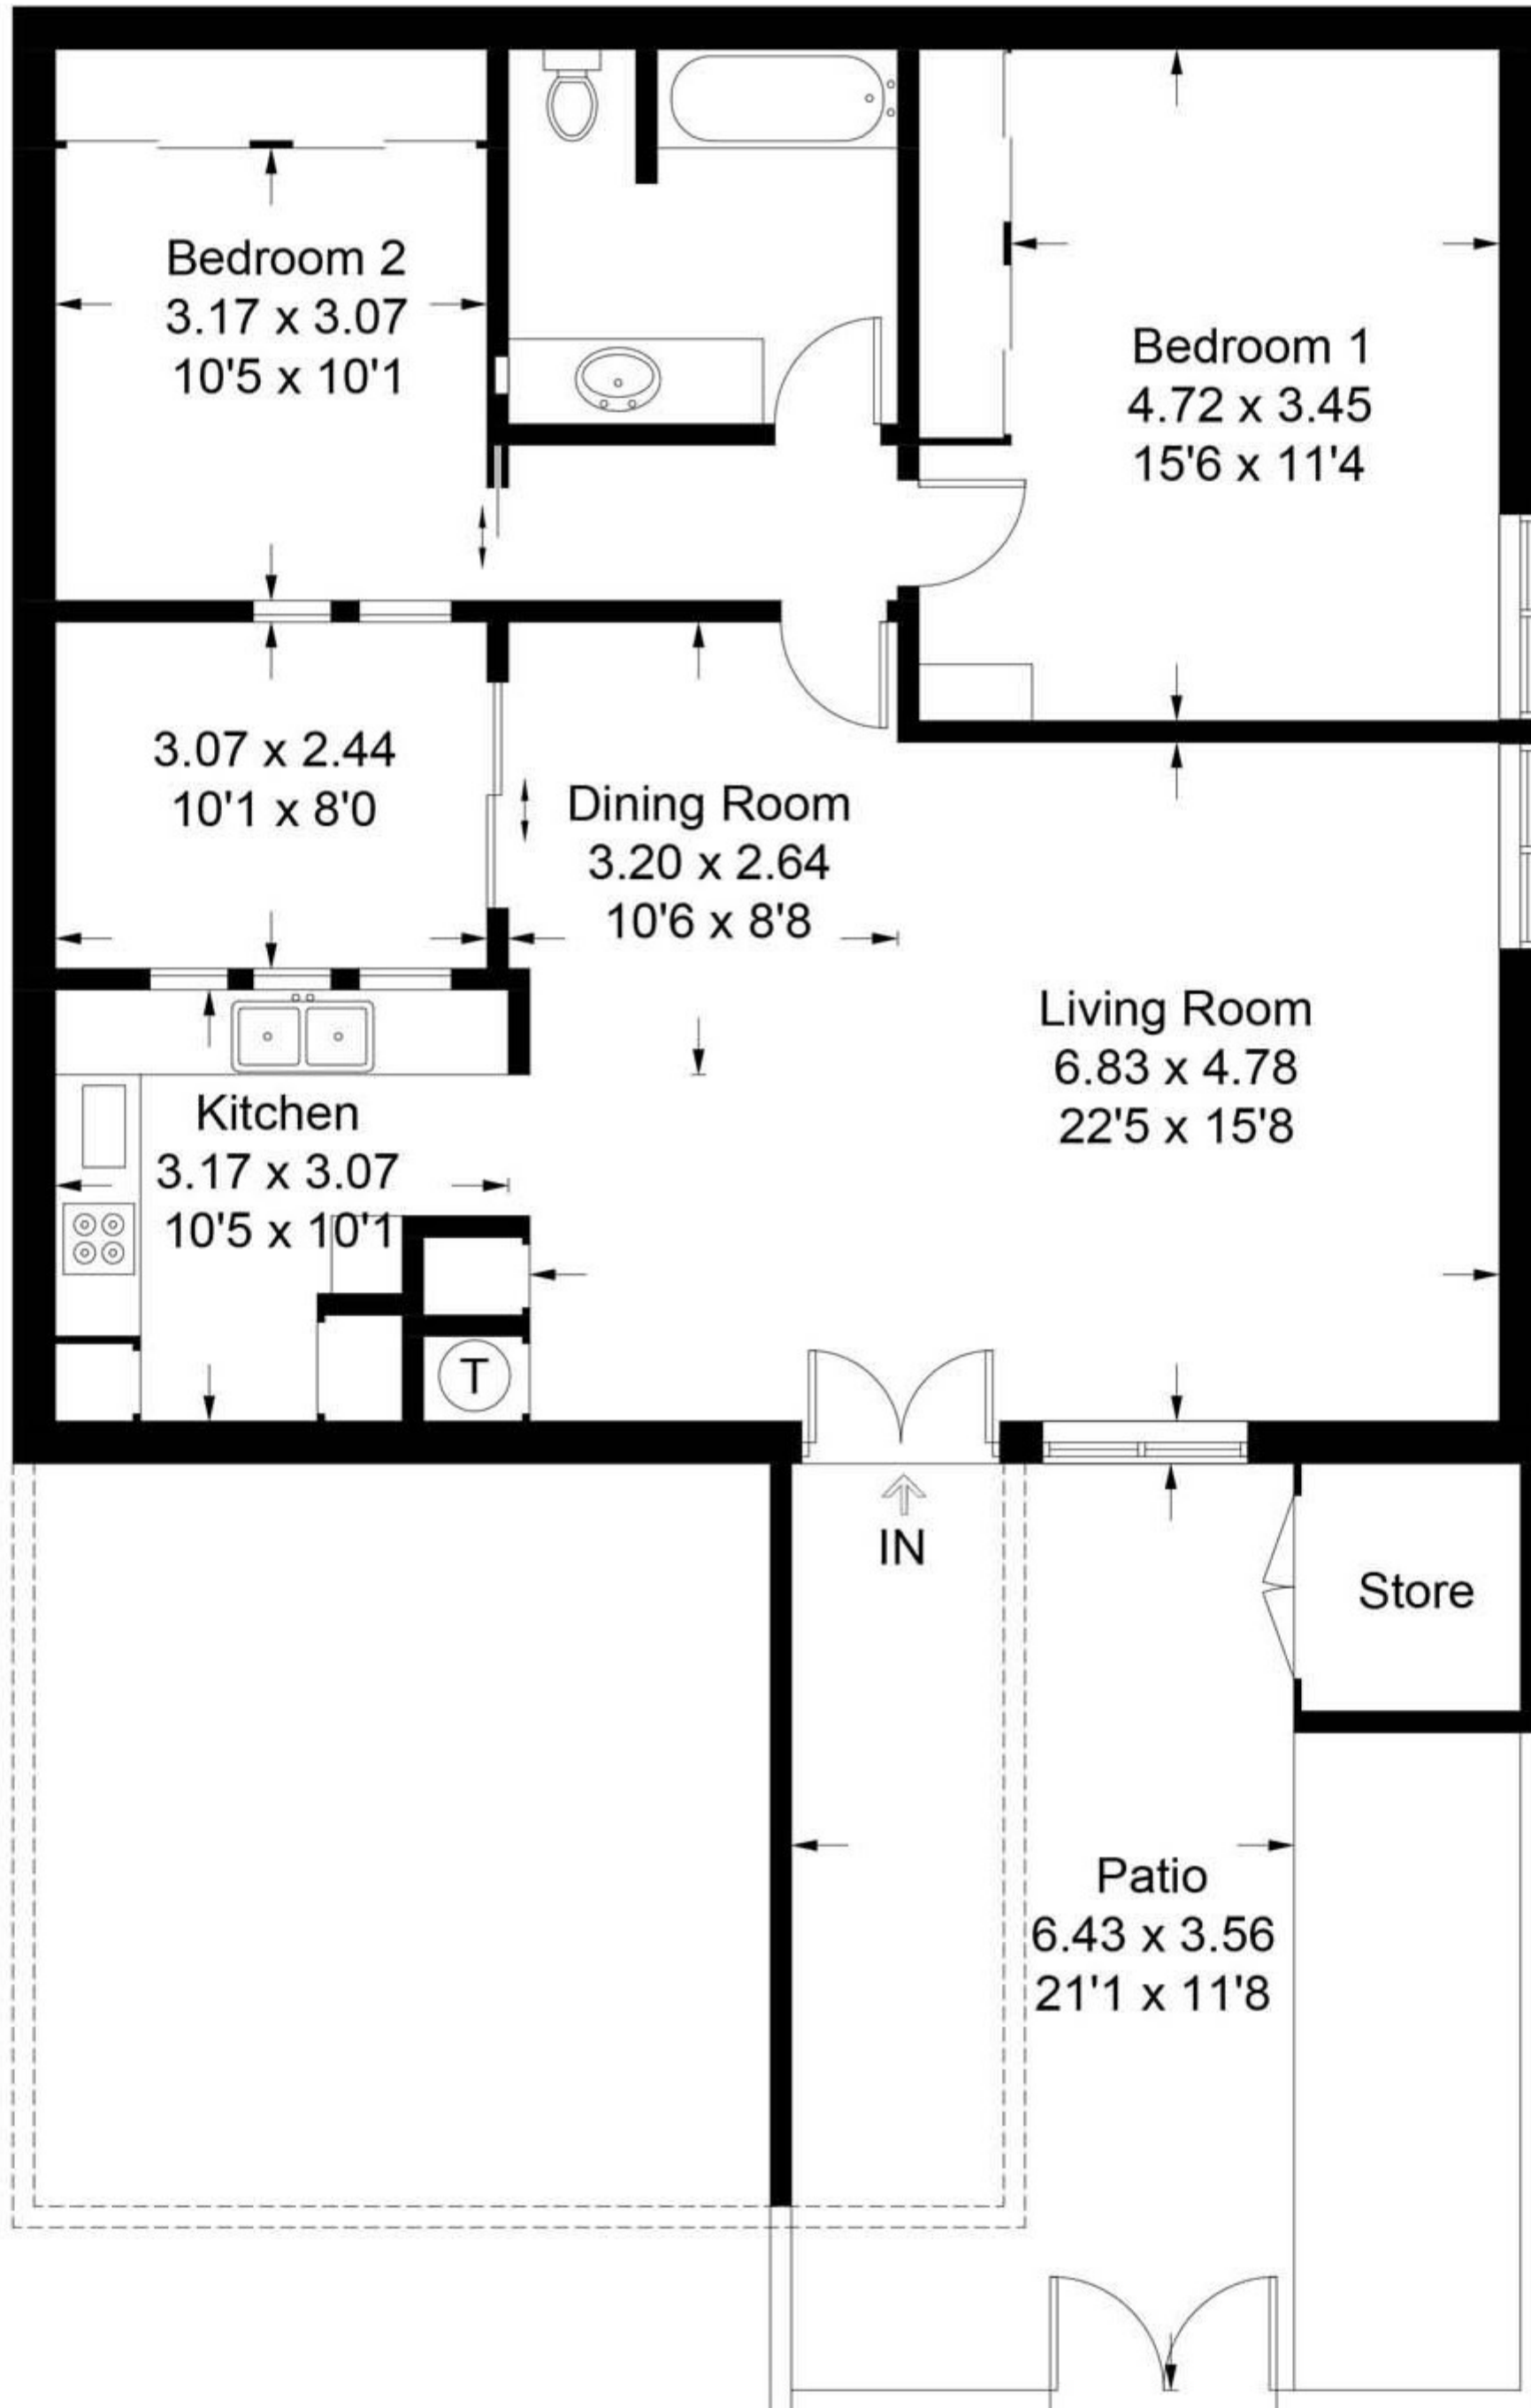 Bedroom 2
3.17 x 3.07
10'5 x 10'1
Bedroom 1
4.72 x 3.45
15'6 x 11'4
3.07 x 2.44
10'1 x 8'0
Dining Room
3.20 x 2.64
10'6 x 8'8
Living Room
6.83 x 4.78
22'5 x 15'8
Kitchen
3.17 x 3.07
10'5 x 10'1
T
IN
Store
Patio
6.43 x 3.56
21'1 x 11'8